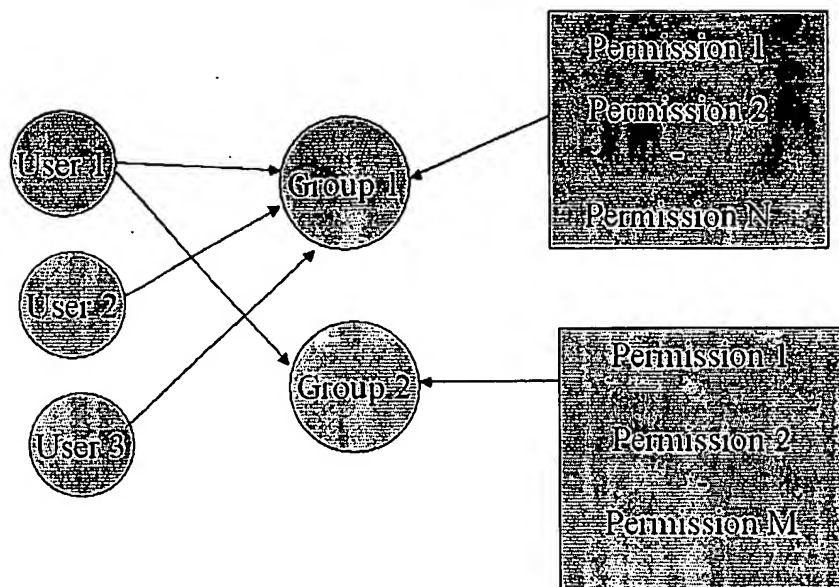 User 1
User 2
User 3
Group 1
Group 2
Permission 1
Permission 2
-
Permission N
Permission 1
Permission 2
-
Permission M